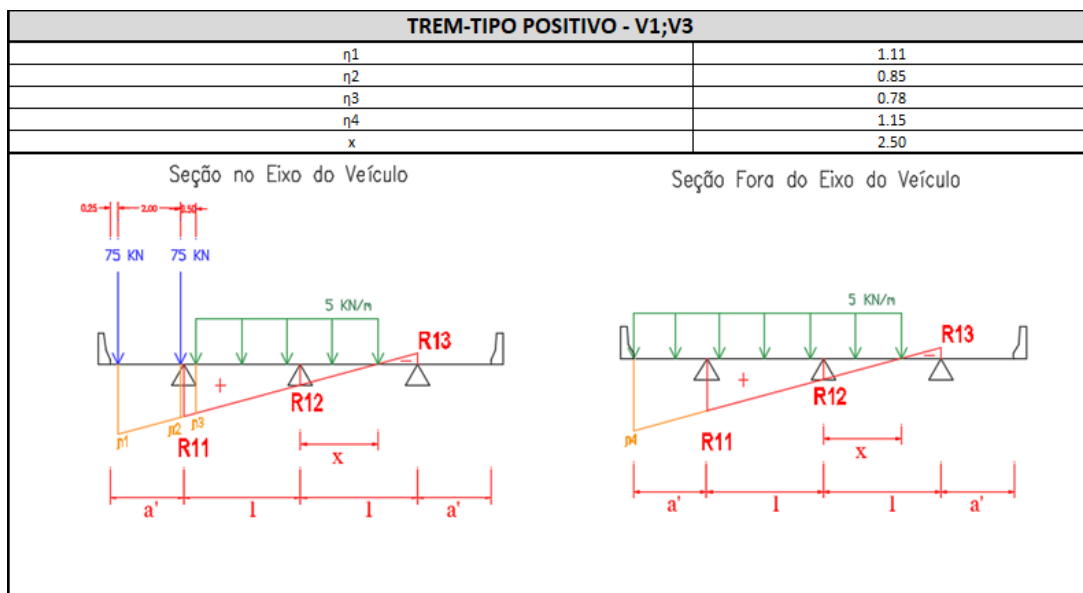 TREM-TIPO POSITIVO - V1;V3
η1 1.11
η2 0.85
η3 0.78
η4 1.15
x 2.50
Seção no Eixo do Veículo
Seção Fora do Eixo do Veículo
0.25 2.00 0.50
75 KN 75 KN
5 KN/m
5 KN/m
R13
R13
+
−
+
−
R12
R12
η1 η2 η3
η4
R11
R11
x
x
a' l l a'
a' l l a'